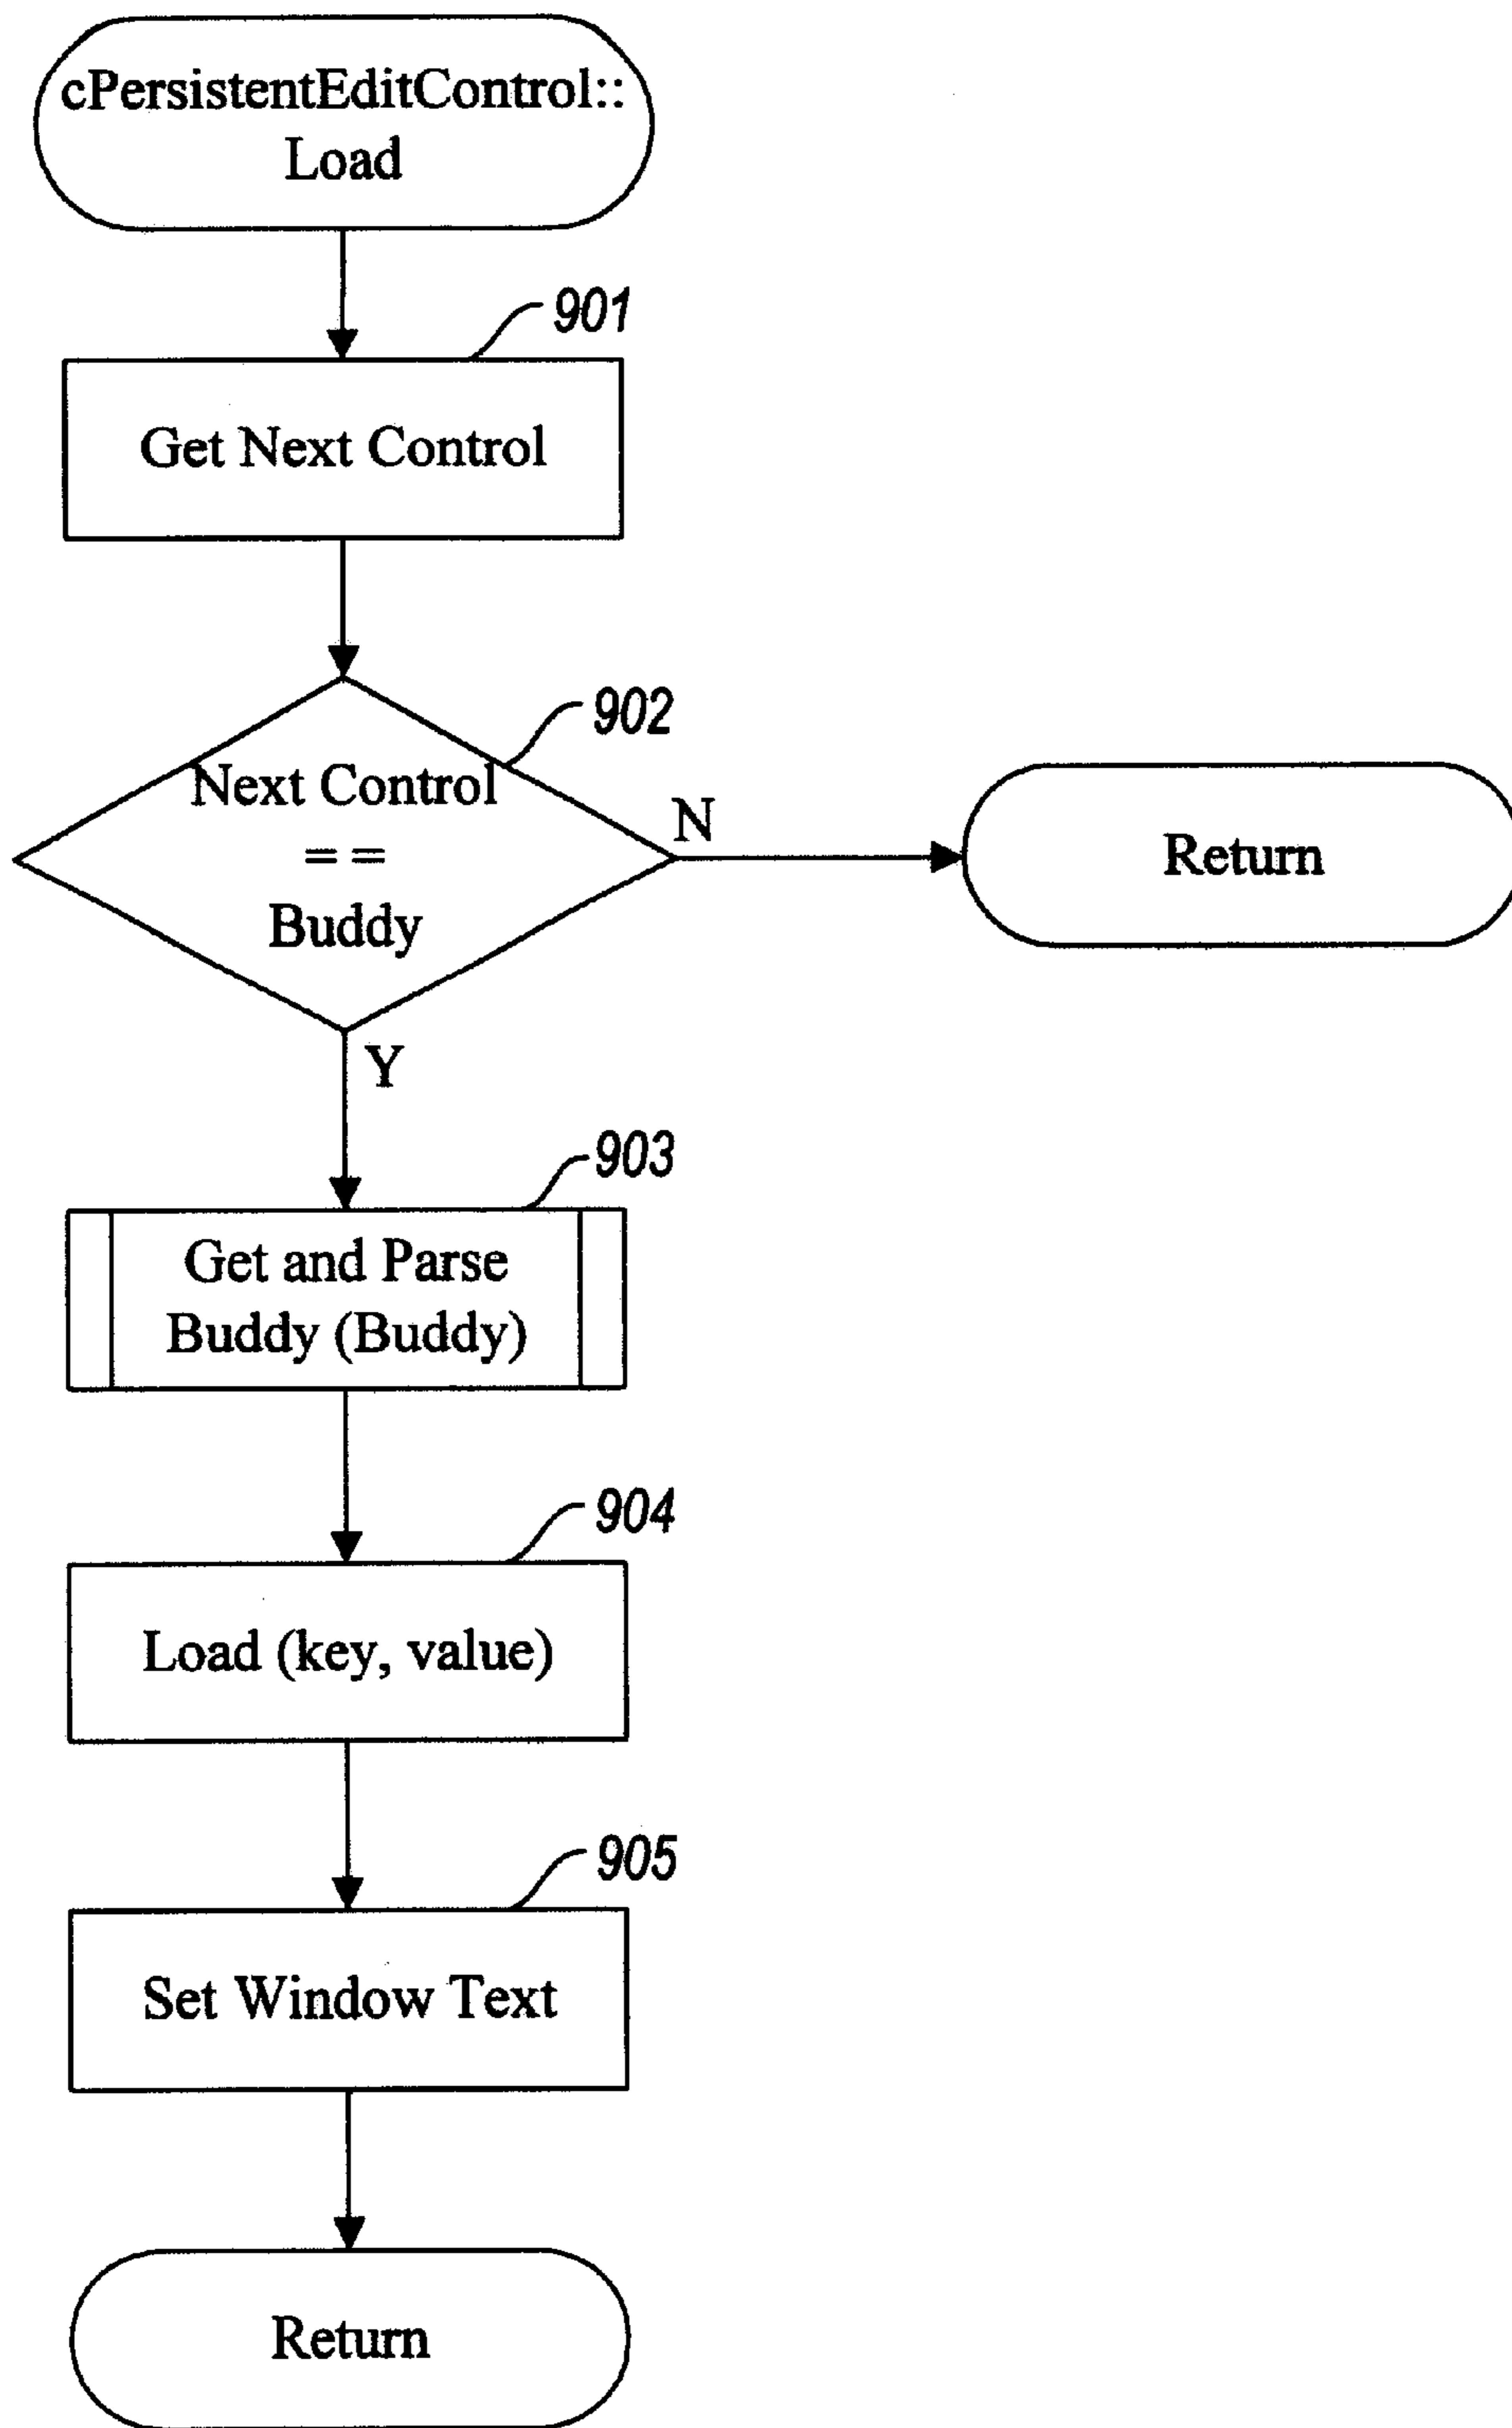 cPersistentEditControl::
Load
901
Get Next Control
902
Next Control
= =
Buddy
N
Return
Y
903
Get and Parse
Buddy (Buddy)
904
Load (key, value)
905
Set Window Text
Return